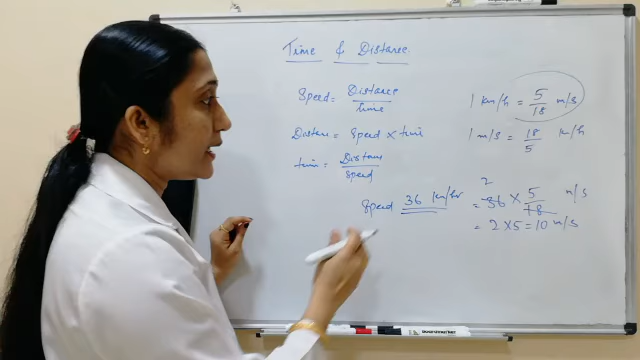 Time & Distance
Speed = Distance / time
Distance = Speed × time
time = Distance / Speed
1 km/h = 5/18 m/s
1 m/s = 18/5 k/h
Speed 36 km/hr = 36 × 5/18 m/s
2
= 2 × 5 = 10 m/s